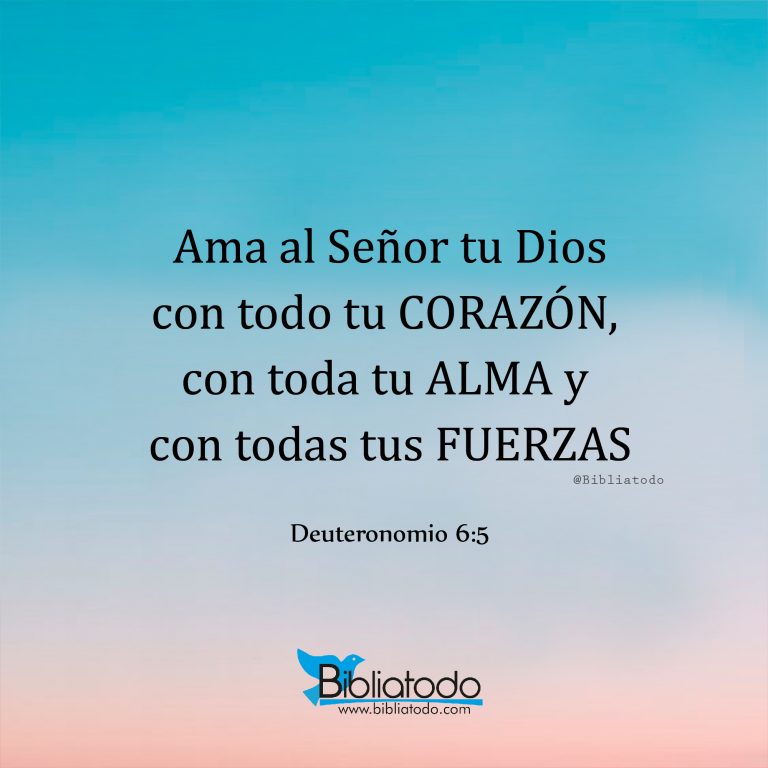 Ama al Señor tu Dios
con todo tu CORAZÓN,
con toda tu ALMA y
con todas tus FUERZAS
@Bibliatodo
Deuteronomio 6:5
Bibliatodo
www.bibliatodo.com